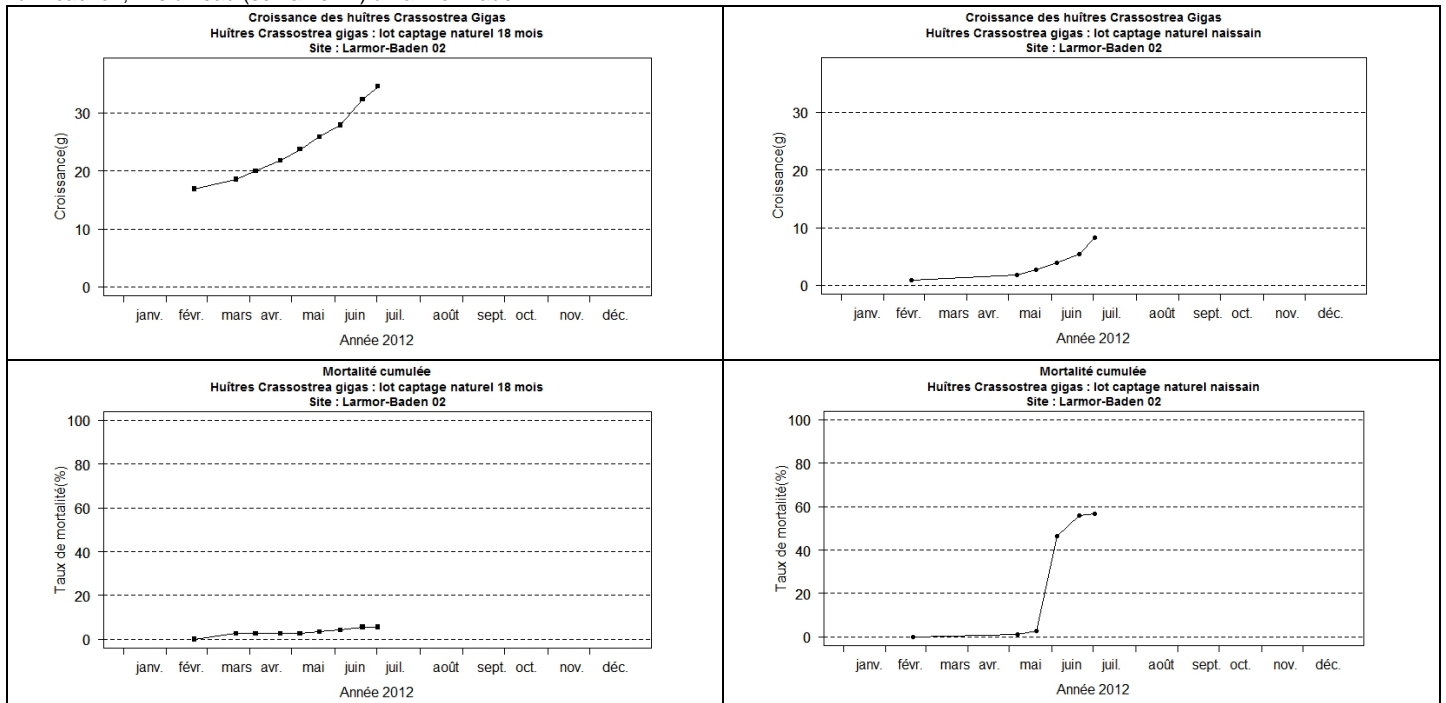 Croissance des huîtres Crassostrea Gigas
Huîtres Crassostrea gigas : lot captage naturel 18 mois
Site : Larmor-Baden 02
Croissance(g)
30
20
10
0
janv. févr. mars avr. mai juin juil. août sept. oct. nov. déc.
Année 2012
Croissance des huîtres Crassostrea Gigas
Huîtres Crassostrea gigas : lot captage naturel naissain
Site : Larmor-Baden 02
Croissance(g)
30
20
10
0
janv. févr. mars avr. mai juin juil. août sept. oct. nov. déc.
Année 2012
Mortalité cumulée
Huîtres Crassostrea gigas : lot captage naturel 18 mois
Site : Larmor-Baden 02
Taux de mortalité(%)
100
80
60
40
20
0
janv. févr. mars avr. mai juin juil. août sept. oct. nov. déc.
Année 2012
Mortalité cumulée
Huîtres Crassostrea gigas : lot captage naturel naissain
Site : Larmor-Baden 02
Taux de mortalité(%)
100
80
60
40
20
0
janv. févr. mars avr. mai juin juil. août sept. oct. nov. déc.
Année 2012